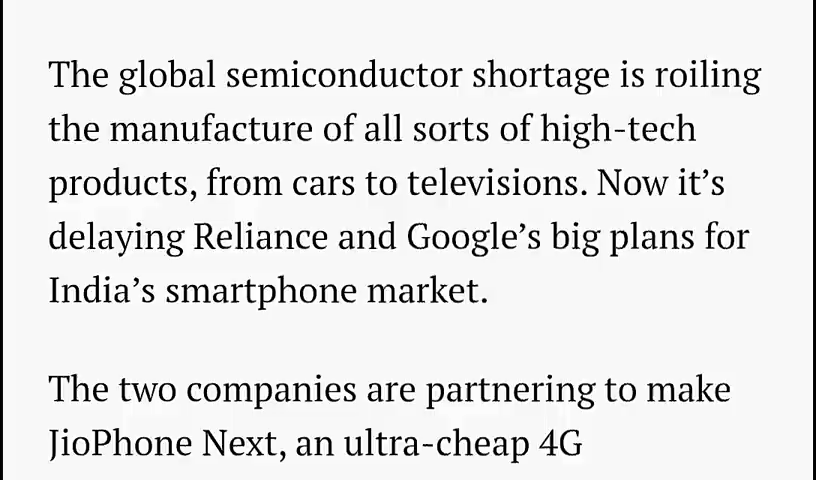 The global semiconductor shortage is roiling
the manufacture of all sorts of high-tech
products, from cars to televisions. Now it’s
delaying Reliance and Google’s big plans for
India’s smartphone market.
The two companies are partnering to make
JioPhone Next, an ultra-cheap 4G